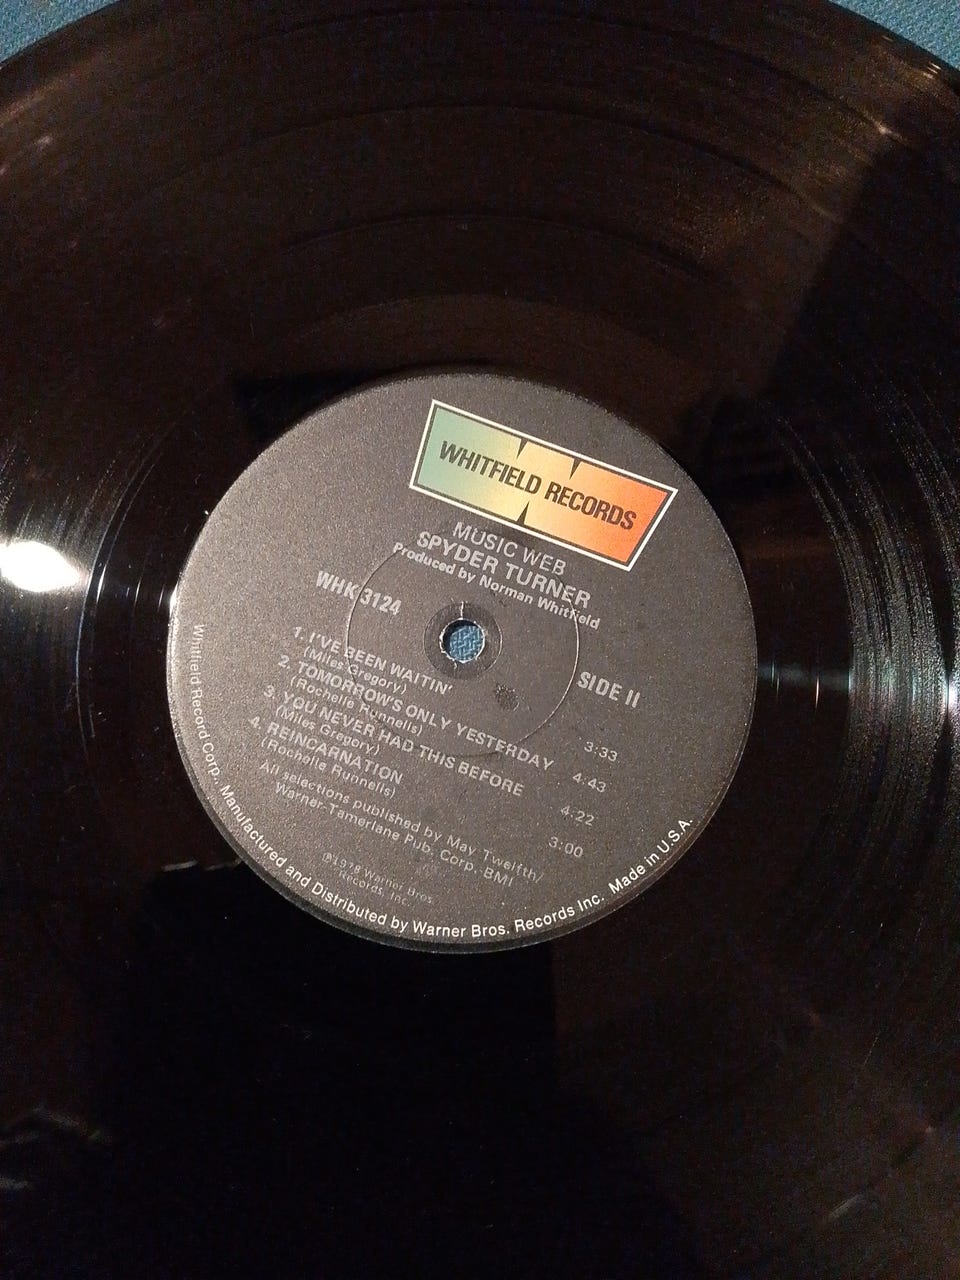 WHITFIELD RECORDS
MUSIC WEB
SPYDER TURNER
Produced by Norman Whitfield
WHK 3124
SIDE II
1. I'VE BEEN WAITIN' 3:33
(Miles Gregory)
2. TOMORROW'S ONLY YESTERDAY 4:43
(Rochelle Runnells)
3. YOU NEVER HAD THIS BEFORE 4:22
(Miles Gregory)
4. REINCARNATION 3:00
(Rochelle Runnells)
All selections published by May Twelfth/
Warner-Tamerlane Pub. Corp. BMI
℗1978 Warner Bros.
Records, Inc.
Whitfield Record Corp., Manufactured and Distributed by Warner Bros. Records Inc. Made in U.S.A.